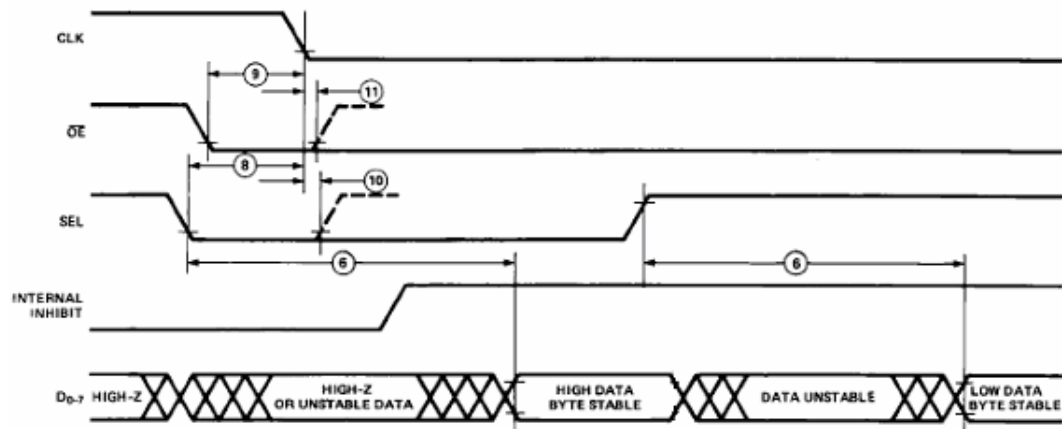 CLK
9
11
OE
8
10
SEL
6
6
INTERNAL
INHIBIT
D0-7
HIGH-Z
HIGH-Z
OR UNSTABLE DATA
HIGH DATA
BYTE STABLE
DATA UNSTABLE
LOW DATA
BYTE STABLE